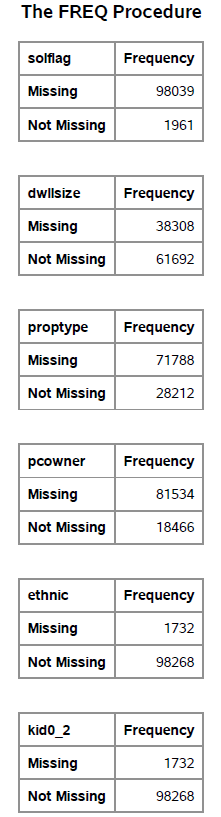 The FREQ Procedure
solflag Frequency
Missing 98039
Not Missing 1961
dwllsize Frequency
Missing 38308
Not Missing 61692
proptype Frequency
Missing 71788
Not Missing 28212
pcowner Frequency
Missing 81534
Not Missing 18466
ethnic Frequency
Missing 1732
Not Missing 98268
kid0_2 Frequency
Missing 1732
Not Missing 98268